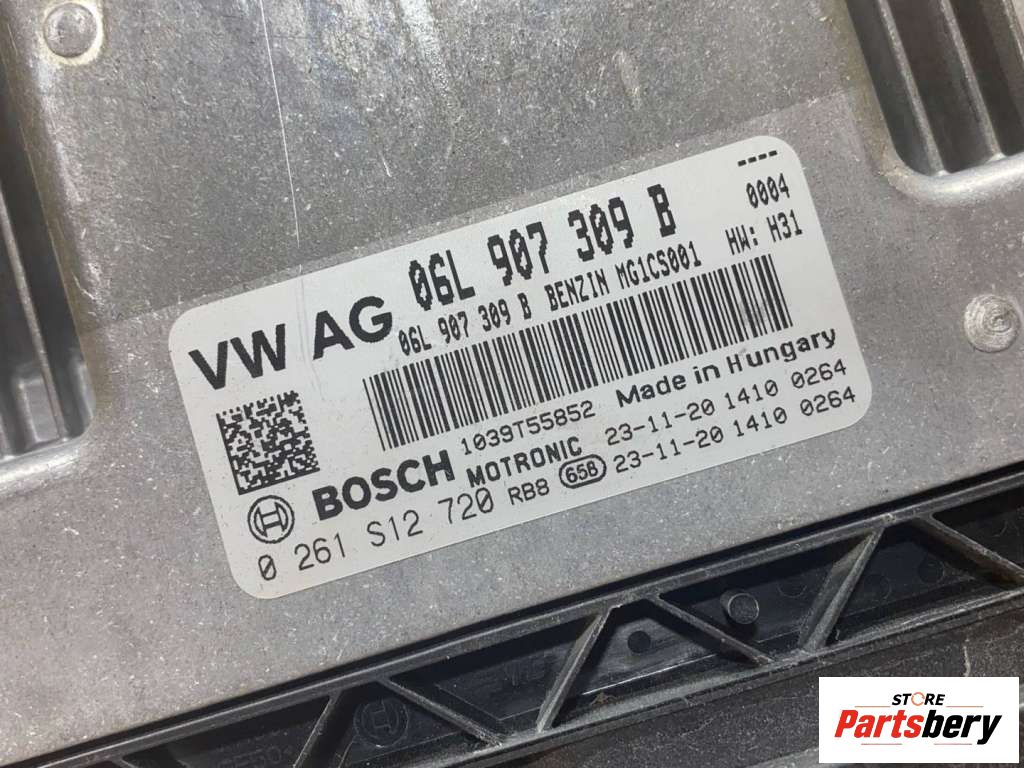 ----
VW AG 06L 907 309 B 0004
06L 907 309 B BENZIN MG1CS001 HW: H31
1039T55852 Made in Hungary
BOSCH MOTRONIC 23-11-20 1410 0264
0 261 S12 720 RB8 658 23-11-20 1410 0264
STORE
Partsbery